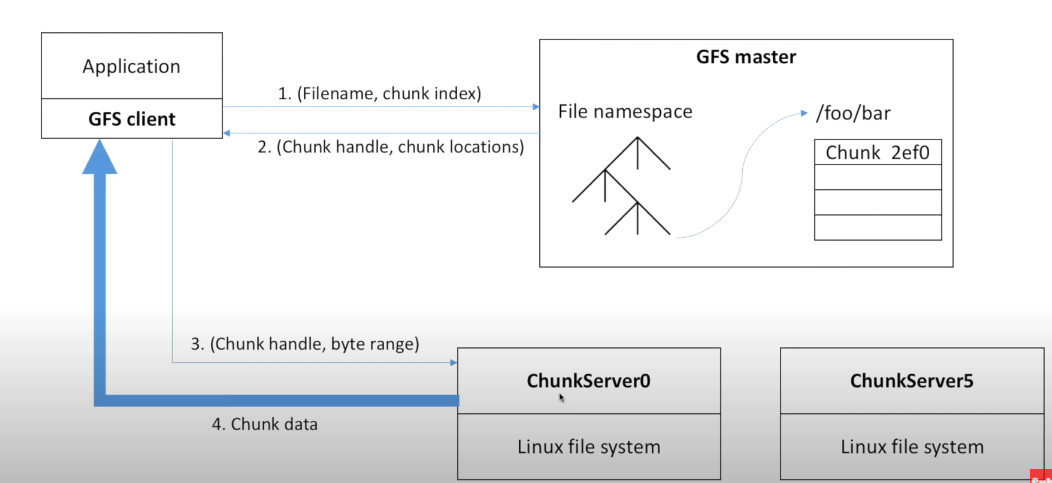 Application
GFS client
1. (Filename, chunk index)
2. (Chunk handle, chunk locations)
GFS master
File namespace
/foo/bar
Chunk 2ef0
3. (Chunk handle, byte range)
4. Chunk data
ChunkServer0
Linux file system
ChunkServer5
Linux file system